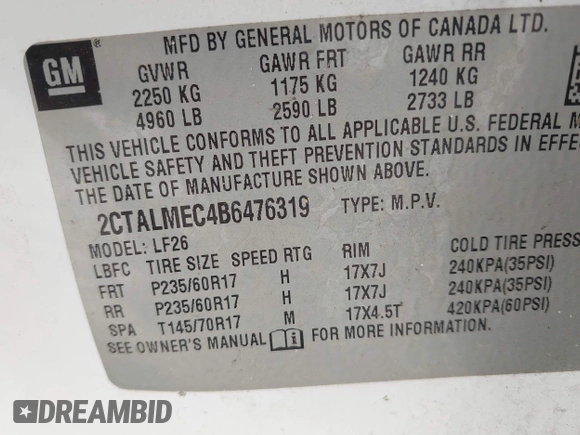 MFD BY GENERAL MOTORS OF CANADA LTD.
GM ®
GVWR GAWR FRT GAWR RR
2250 KG 1175 KG 1240 KG
4960 LB 2590 LB 2733 LB
THIS VEHICLE CONFORMS TO ALL APPLICABLE U.S. FEDERAL M
VEHICLE SAFETY AND THEFT PREVENTION STANDARDS IN EFFE
DATE OF MANUFACTURE SHOWN ABOVE.
2CTALMEC4B6476319 TYPE: M.P.V.
MODEL: LF26
LBFC TIRE SIZE SPEED RTG RIM COLD TIRE PRESS
FRT P235/60R17 H 17X7J 240KPA(35PSI)
RR P235/60R17 H 17X7J 240KPA(35PSI)
SPA T145/70R17 M 17X4.5T 420KPA(60PSI)
SEE OWNER'S MANUAL FOR MORE INFORMATION.
DREAMBID